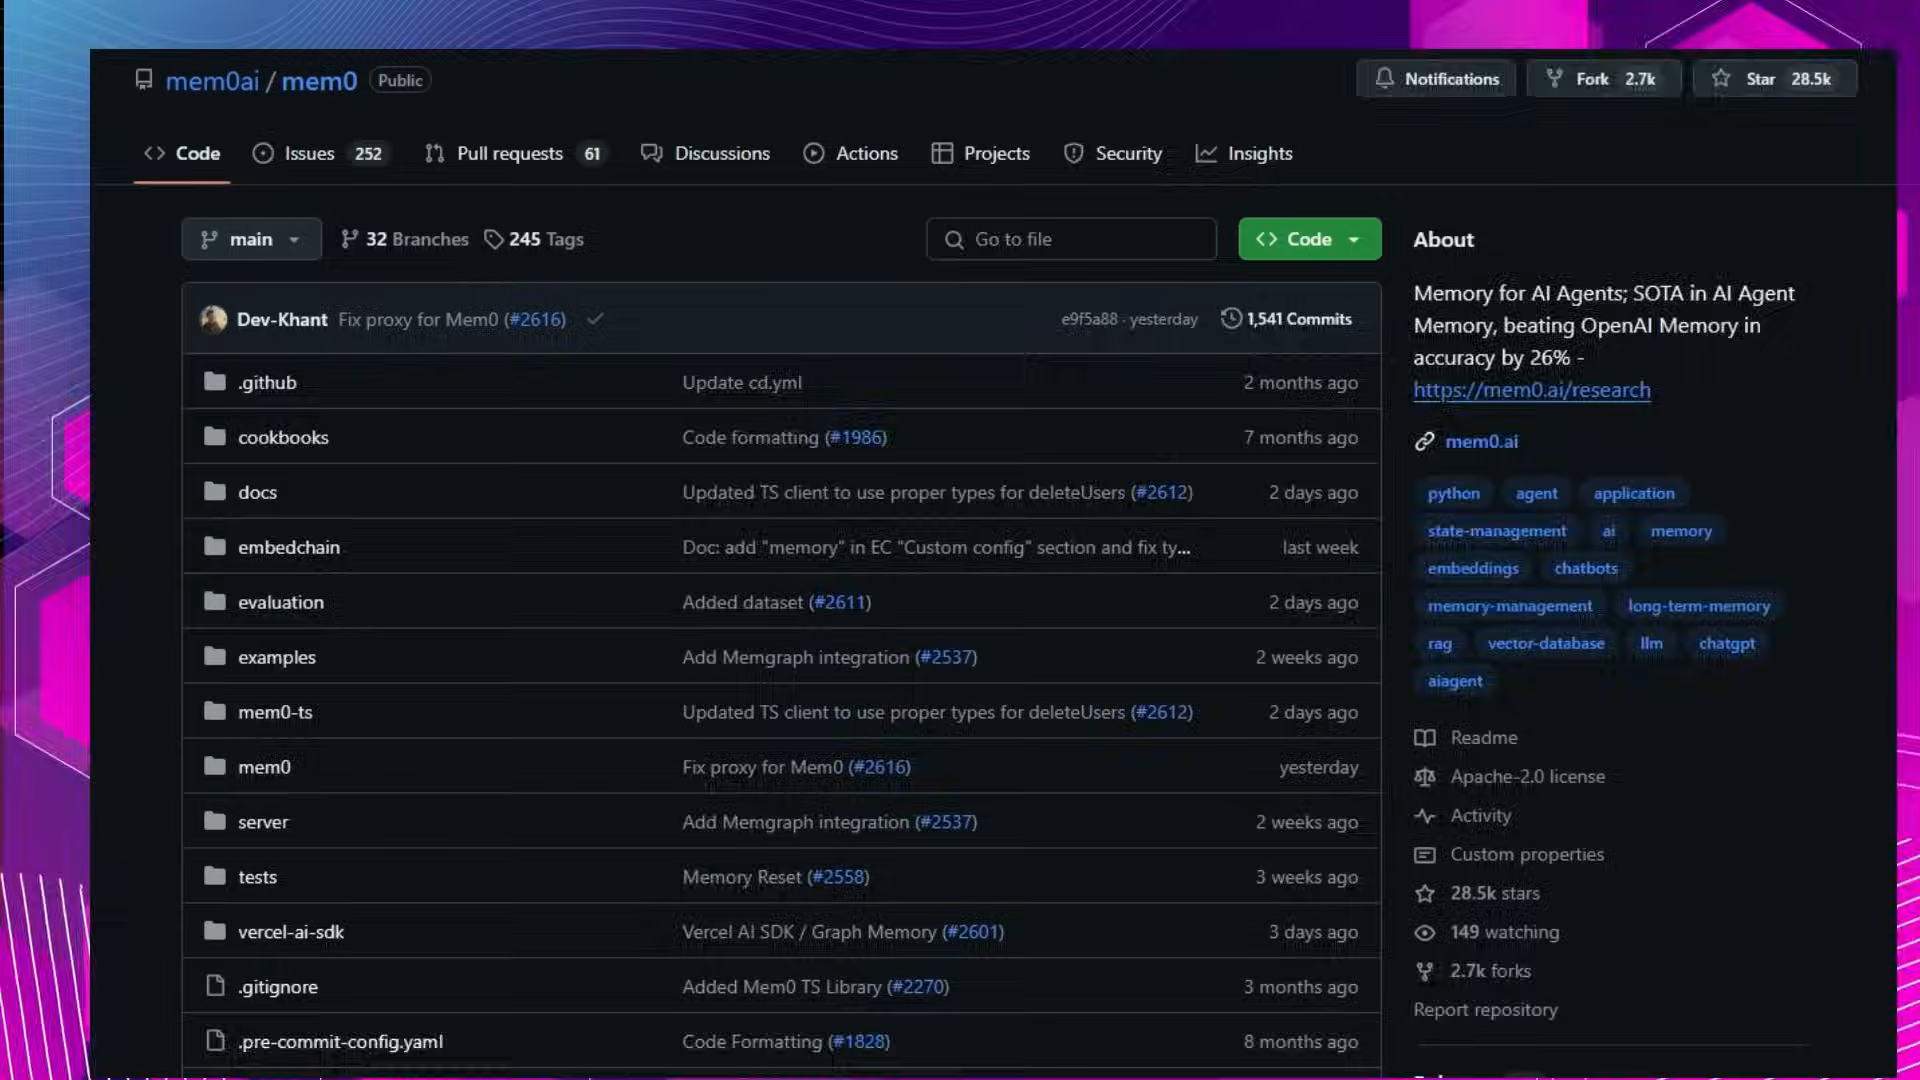 mem0ai / mem0 Public
Notifications Fork 2.7k Star 28.5k
Code Issues 252 Pull requests 61 Discussions Actions Projects Security Insights
main 32 Branches 245 Tags Go to file Code
Dev-Khant Fix proxy for Mem0 (#2616) e9f5a88 · yesterday 1,541 Commits
.github Update cd.yml 2 months ago
cookbooks Code formatting (#1986) 7 months ago
docs Updated TS client to use proper types for deleteUsers (#2612) 2 days ago
embedchain Doc: add "memory" in EC "Custom config" section and fix ty... last week
evaluation Added dataset (#2611) 2 days ago
examples Add Memgraph integration (#2537) 2 weeks ago
mem0-ts Updated TS client to use proper types for deleteUsers (#2612) 2 days ago
mem0 Fix proxy for Mem0 (#2616) yesterday
server Add Memgraph integration (#2537) 2 weeks ago
tests Memory Reset (#2558) 3 weeks ago
vercel-ai-sdk Vercel AI SDK / Graph Memory (#2601) 3 days ago
.gitignore Added Mem0 TS Library (#2270) 3 months ago
.pre-commit-config.yaml Code Formatting (#1828) 8 months ago
About
Memory for AI Agents; SOTA in AI Agent
Memory, beating OpenAI Memory in
accuracy by 26% -
https://mem0.ai/research
mem0.ai
python agent application
state-management ai memory
embeddings chatbots
memory-management long-term-memory
rag vector-database llm chatgpt
aiagent
Readme
Apache-2.0 license
Activity
Custom properties
28.5k stars
149 watching
2.7k forks
Report repository